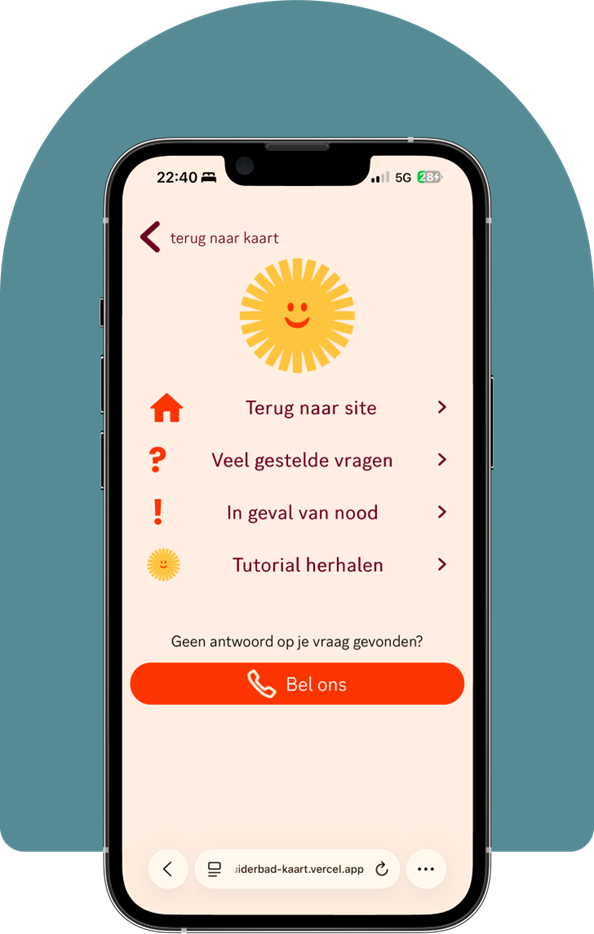 22:40
5G
28
terug naar kaart
Terug naar site
? Veel gestelde vragen
! In geval van nood
Tutorial herhalen
Geen antwoord op je vraag gevonden?
Bel ons
uiderbad-kaart.vercel.app